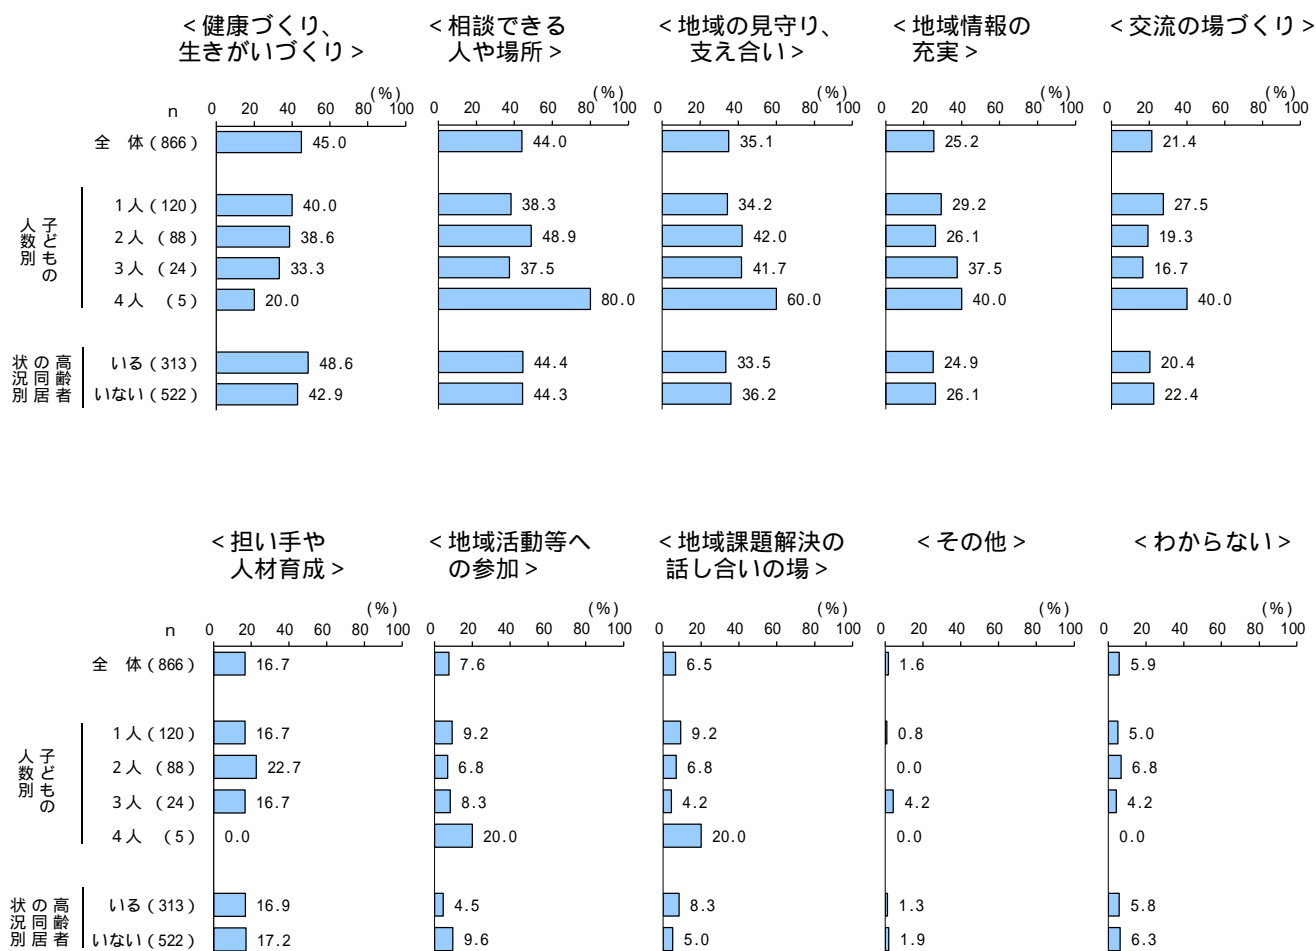 ＜健康づくり、
生きがいづくり＞
＜相談できる
人や場所＞
＜地域の見守り、
支え合い＞
＜地域情報の
充実＞
＜交流の場づくり＞
(%) (%) (%) (%) (%)
n 0 20 40 60 80 100 0 20 40 60 80 100 0 20 40 60 80 100 0 20 40 60 80 100 0 20 40 60 80 100
全 体(866) 45.0 44.0 35.1 25.2 21.4
子どもの
人数別
1人(120) 40.0 38.3 34.2 29.2 27.5
2人 (88) 38.6 48.9 42.0 26.1 19.3
3人 (24) 33.3 37.5 41.7 37.5 16.7
4人 (5) 20.0 80.0 60.0 40.0 40.0
高齢者
の同居
状況別
いる(313) 48.6 44.4 33.5 24.9 20.4
いない(522) 42.9 44.3 36.2 26.1 22.4
＜担い手や
人材育成＞
＜地域活動等へ
の参加＞
＜地域課題解決の
話し合いの場＞
＜その他＞
＜わからない＞
(%) (%) (%) (%) (%)
n 0 20 40 60 80 100 0 20 40 60 80 100 0 20 40 60 80 100 0 20 40 60 80 100 0 20 40 60 80 100
全 体(866) 16.7 7.6 6.5 1.6 5.9
子どもの
人数別
1人(120) 16.7 9.2 9.2 0.8 5.0
2人 (88) 22.7 6.8 6.8 0.0 6.8
3人 (24) 16.7 8.3 4.2 4.2 4.2
4人 (5) 0.0 20.0 20.0 0.0 0.0
高齢者
の同居
状況別
いる(313) 16.9 4.5 8.3 1.3 5.8
いない(522) 17.2 9.6 5.0 1.9 6.3